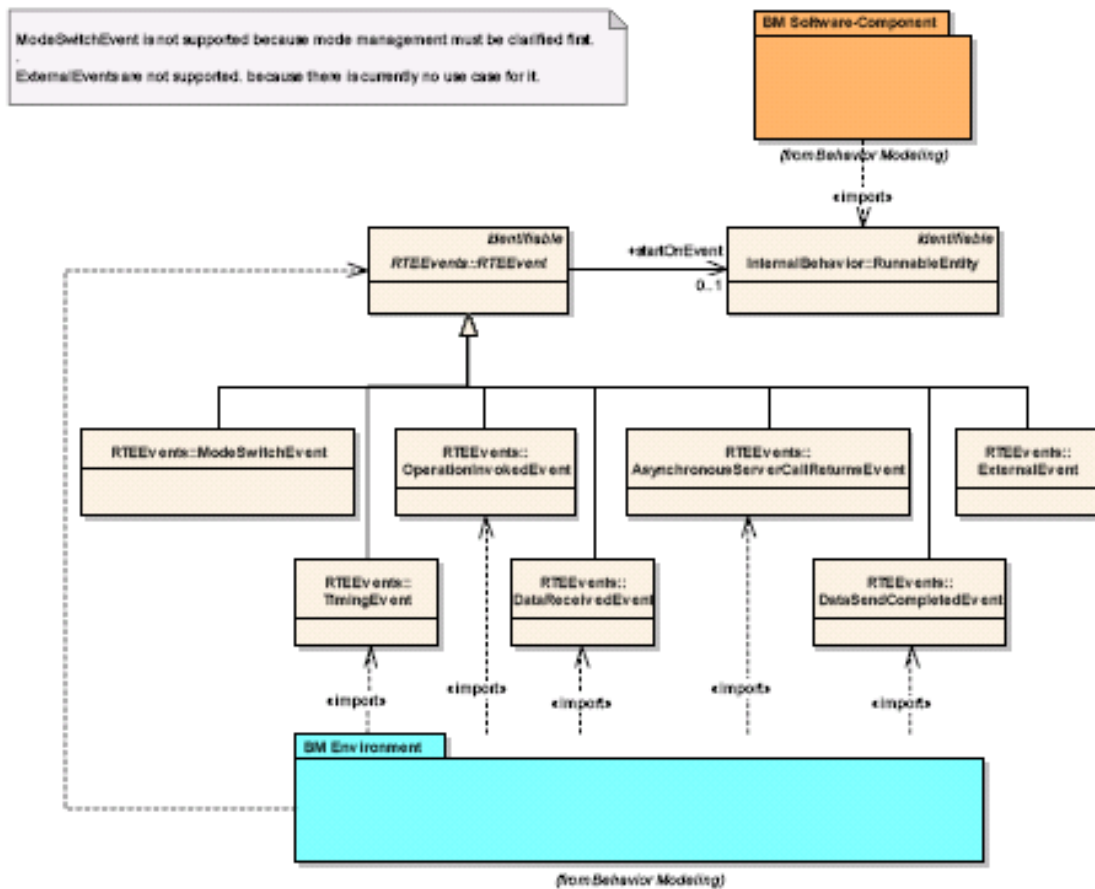 ModeSwitchEvent is not supported because mode management must be clarified first.
.
ExternalEvents are not supported, because there is currently no use case for it.
BM Software-Component
(from Behavior Modeling)
«import»
Identifiable
RTEEvents::RTEEvent
+startOnEvent
0..1
Identifiable
InternalBehavior::RunnableEntity
RTEEvents::ModeSwitchEvent
RTEEvents::
OperationInvokedEvent
RTEEvents::
AsynchronousServerCallReturnsEvent
RTEEvents::
ExternalEvent
RTEEvents::
TimingEvent
RTEEvents::
DataReceivedEvent
RTEEvents::
DataSendCompletedEvent
«import»
«import»
«import»
«import»
«import»
BM Environment
(from Behavior Modeling)